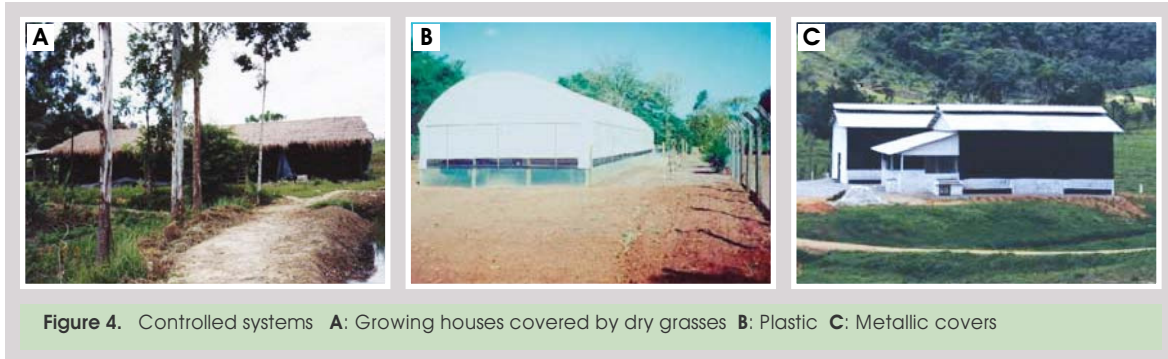 A
B
C
Figure 4. Controlled systems A: Growing houses covered by dry grasses B: Plastic C: Metallic covers